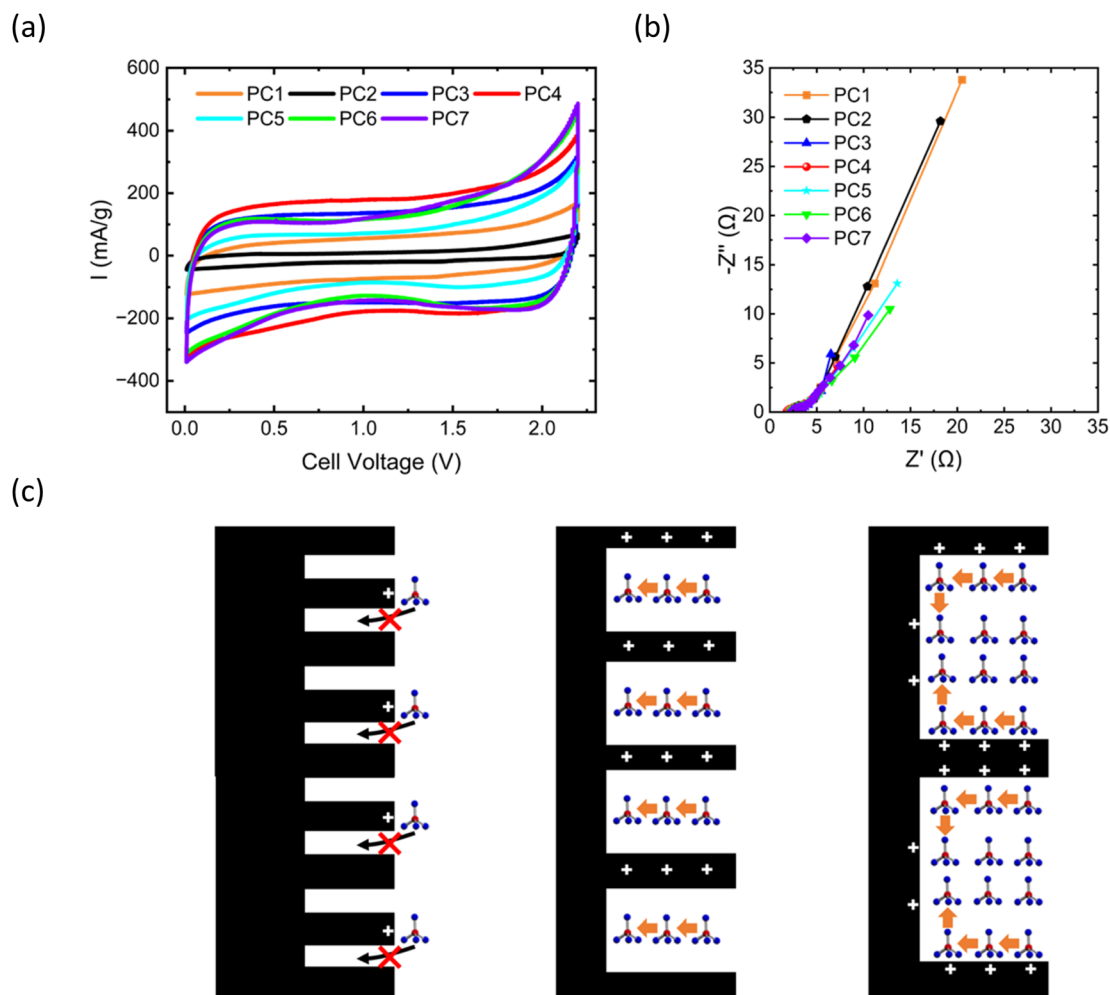 (a)
600
400
200
0
−200
−400
I (mA/g)
PC1 PC2 PC3 PC4
PC5 PC6 PC7
0.0 0.5 1.0 1.5 2.0
Cell Voltage (V)
(b)
35
30
25
20
15
10
5
0
-Z'' (Ω)
PC1
PC2
PC3
PC4
PC5
PC6
PC7
0 5 10 15 20 25 30 35
Z' (Ω)
(c)
+ + +
+ + + +
+
+ + + +
+
+ + +
+ + + +
+ + + +
+
+
+ + + +
+ + +